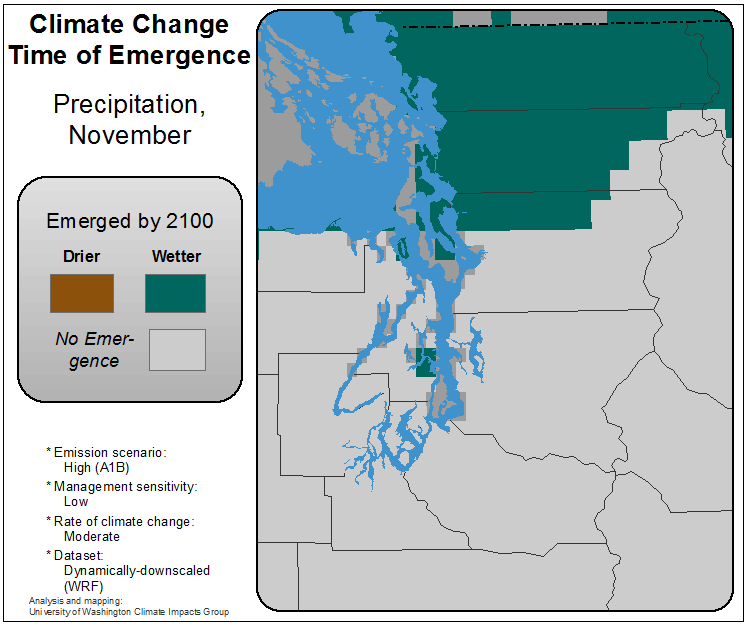 Climate Change
Time of Emergence
Precipitation,
November
Emerged by 2100
Drier
Wetter
No Emer-
gence
* Emission scenario:
High (A1B)
* Management sensitivity:
Low
* Rate of climate change:
Moderate
* Dataset:
Dynamically-downscaled
(WRF)
Analysis and mapping:
University of Washington Climate Impacts Group